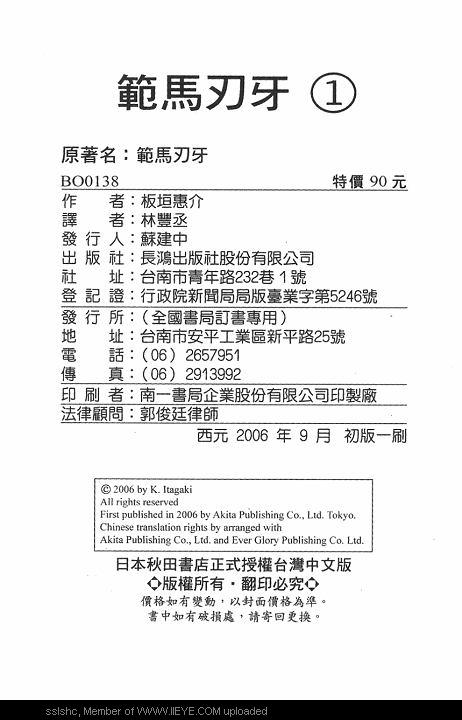 範馬刃牙 ①
原著名：範馬刃牙
BO0138 特價 90 元
作 者：板垣惠介
譯 者：林豐丞
發 行 人：蘇建中
出 版 社：長鴻出版社股份有限公司
社 址：台南市青年路232巷 1 號
登 記 證：行政院新聞局局版臺業字第5246號
發 行 所：（全國書局訂書專用）
地 址：台南市安平工業區新平路25號
電 話：（06）2657951
傳 真：（06）2913992
印 刷 者：南一書局企業股份有限公司印製廠
法律顧問：郭俊廷律師
西元 2006 年 9 月 初版一刷
© 2006 by K. Itagaki
All rights reserved
First published in 2006 by Akita Publishing Co., Ltd. Tokyo.
Chinese translation rights by arranged with
Akita Publishing Co., Ltd. and Ever Glory Publishing Co. Ltd.
日本秋田書店正式授權台灣中文版
◇版權所有・翻印必究◇
價格如有變動，以封面價格為準。
書中如有破損處，請寄回更換。
sslshc, Member of WWW.IIEYE.COM uploaded